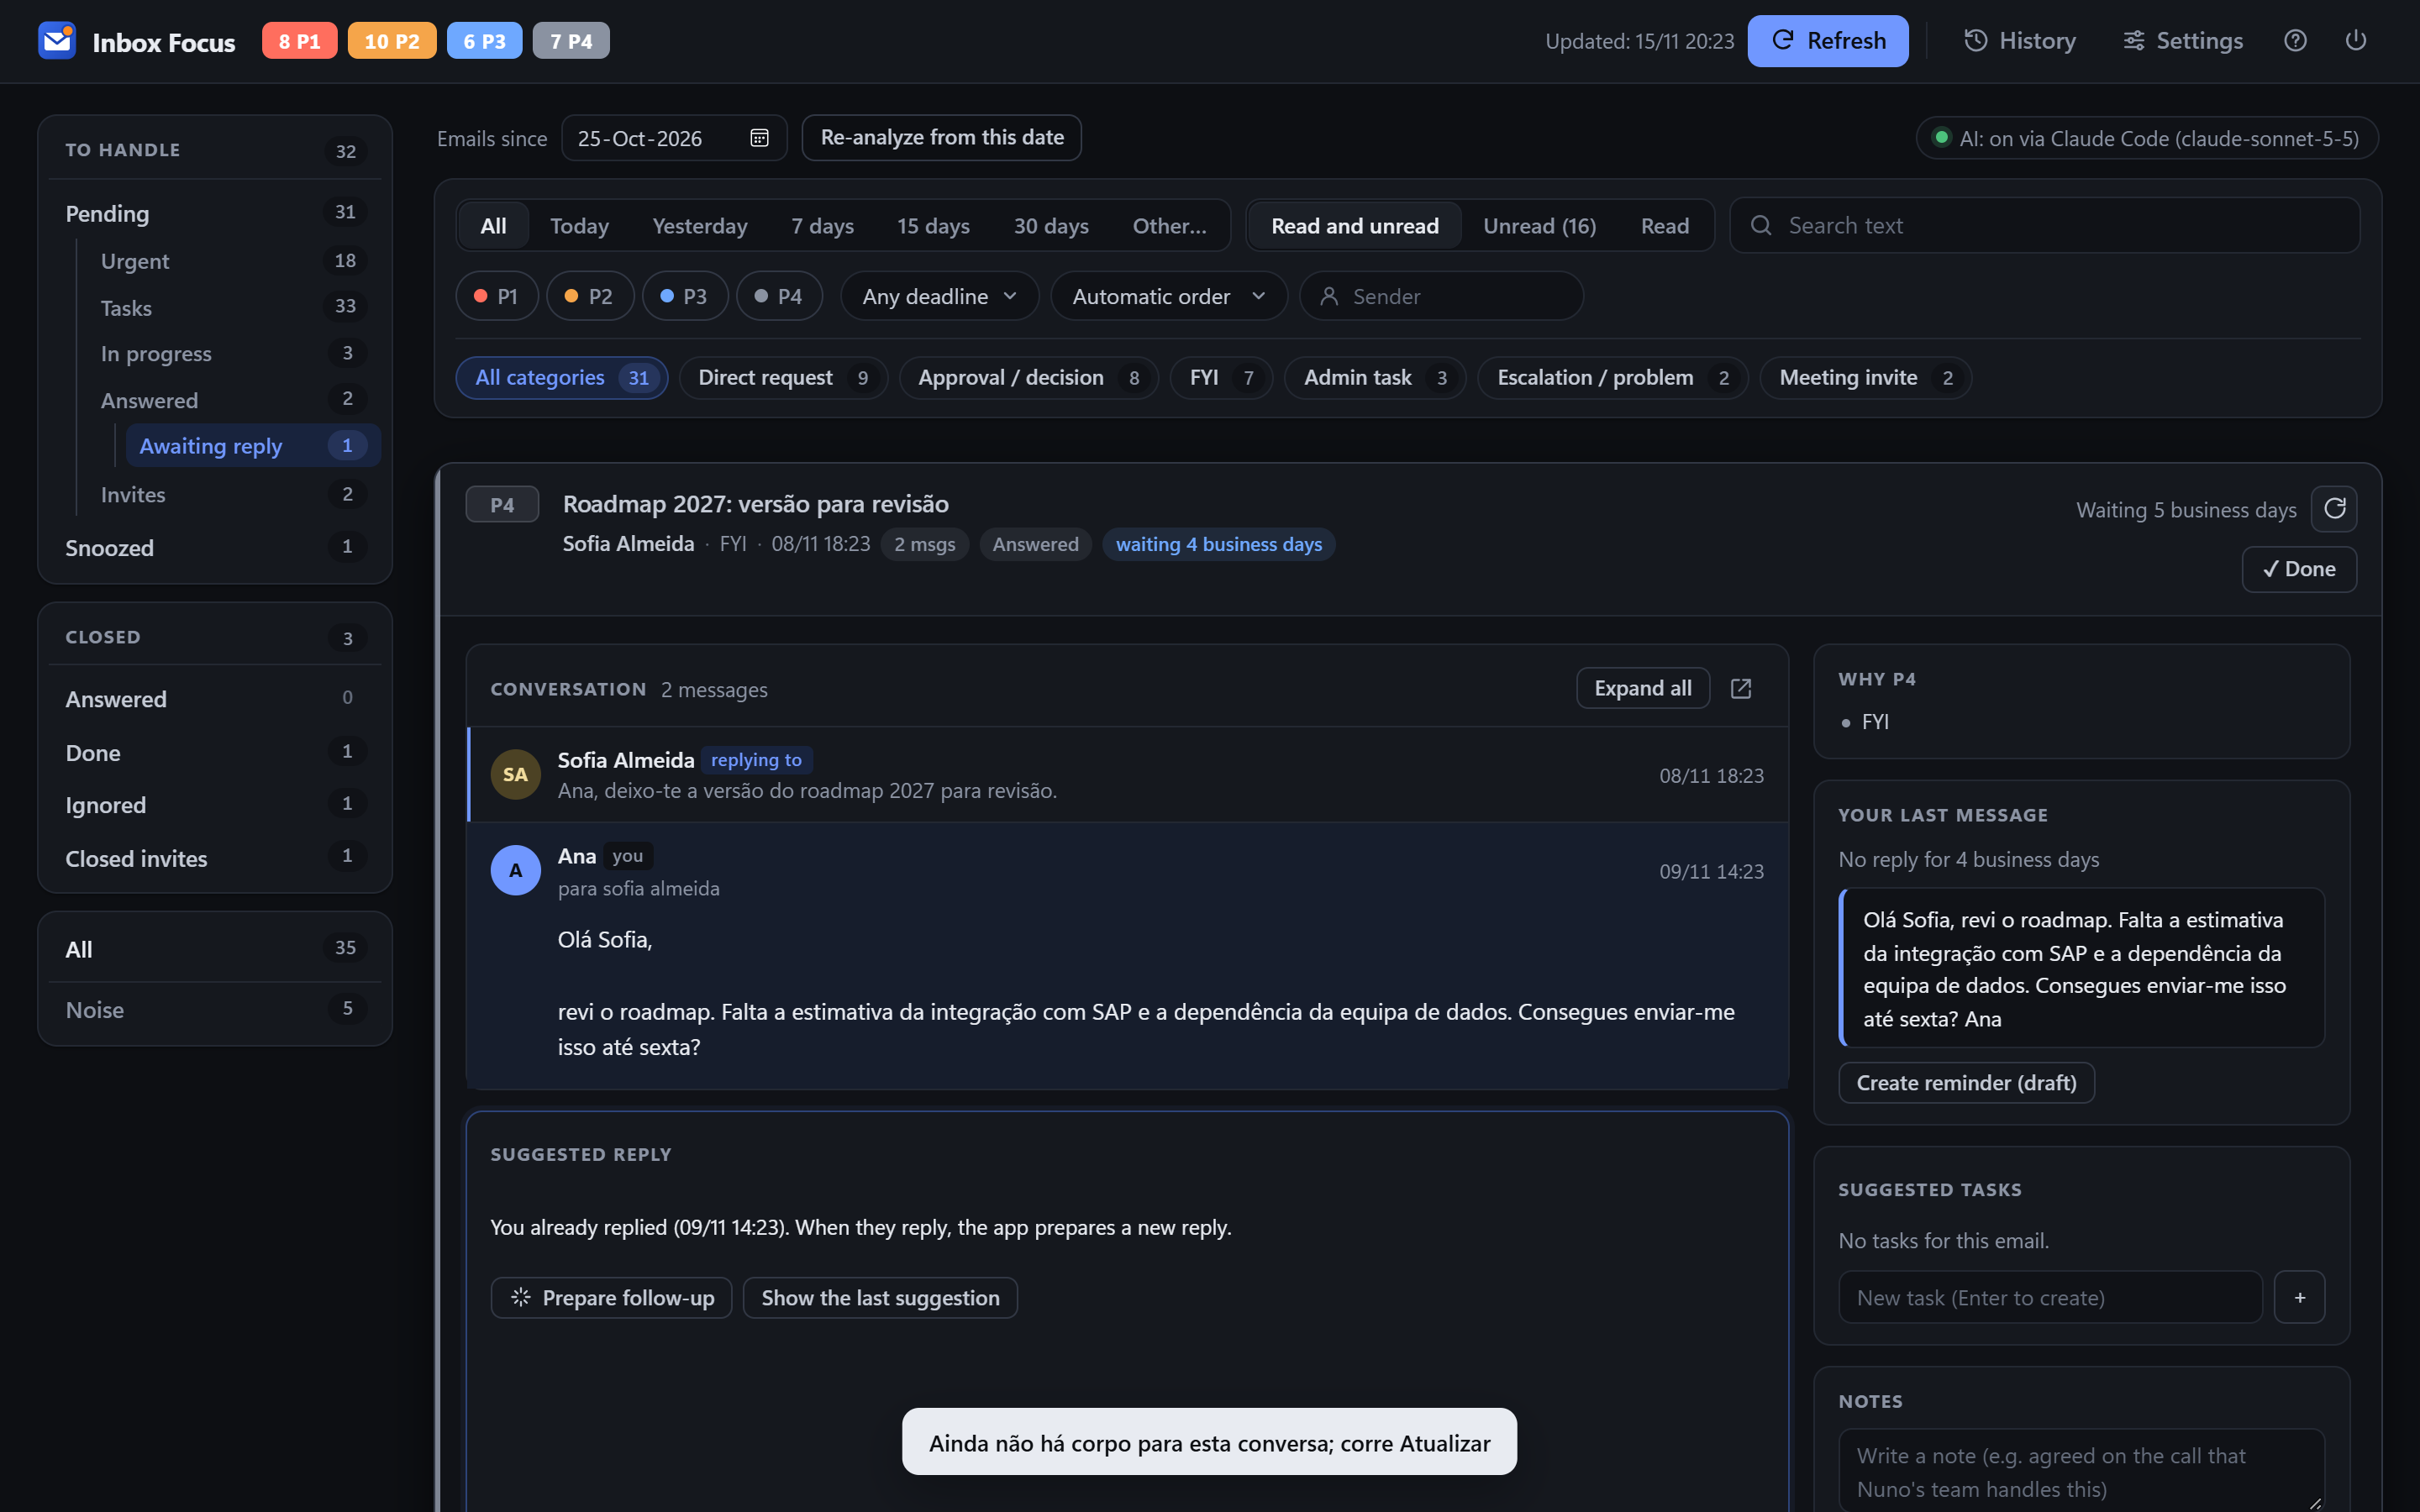 Inbox Focus
8 P1
10 P2
6 P3
7 P4
Updated: 15/11 20:23
Refresh
History
Settings
TO HANDLE 32
Pending 31
Urgent 18
Tasks 33
In progress 3
Answered 2
Awaiting reply 1
Invites 2
Snoozed 1
CLOSED 3
Answered 0
Done 1
Ignored 1
Closed invites 1
All 35
Noise 5
Emails since 25-Oct-2026 Re-analyze from this date
AI: on via Claude Code (claude-sonnet-5-5)
All Today Yesterday 7 days 15 days 30 days Other...
Read and unread Unread (16) Read
Search text
P1 P2 P3 P4 Any deadline Automatic order Sender
All categories 31 Direct request 9 Approval / decision 8 FYI 7 Admin task 3 Escalation / problem 2 Meeting invite 2
P4 Roadmap 2027: versão para revisão
Sofia Almeida · FYI · 08/11 18:23 2 msgs Answered waiting 4 business days
Waiting 5 business days
✓ Done
CONVERSATION 2 messages
Expand all
SA Sofia Almeida replying to
08/11 18:23
Ana, deixo-te a versão do roadmap 2027 para revisão.
A Ana you
09/11 14:23
para sofia almeida
Olá Sofia,
revi o roadmap. Falta a estimativa da integração com SAP e a dependência da equipa de dados. Consegues enviar-me
isso até sexta?
SUGGESTED REPLY
You already replied (09/11 14:23). When they reply, the app prepares a new reply.
Prepare follow-up
Show the last suggestion
WHY P4
FYI
YOUR LAST MESSAGE
No reply for 4 business days
Olá Sofia, revi o roadmap. Falta a estimativa
da integração com SAP e a dependência da
equipa de dados. Consegues enviar-me isso
até sexta? Ana
Create reminder (draft)
SUGGESTED TASKS
No tasks for this email.
New task (Enter to create) +
NOTES
Write a note (e.g. agreed on the call that
Nuno's team handles this)
Ainda não há corpo para esta conversa; corre Atualizar